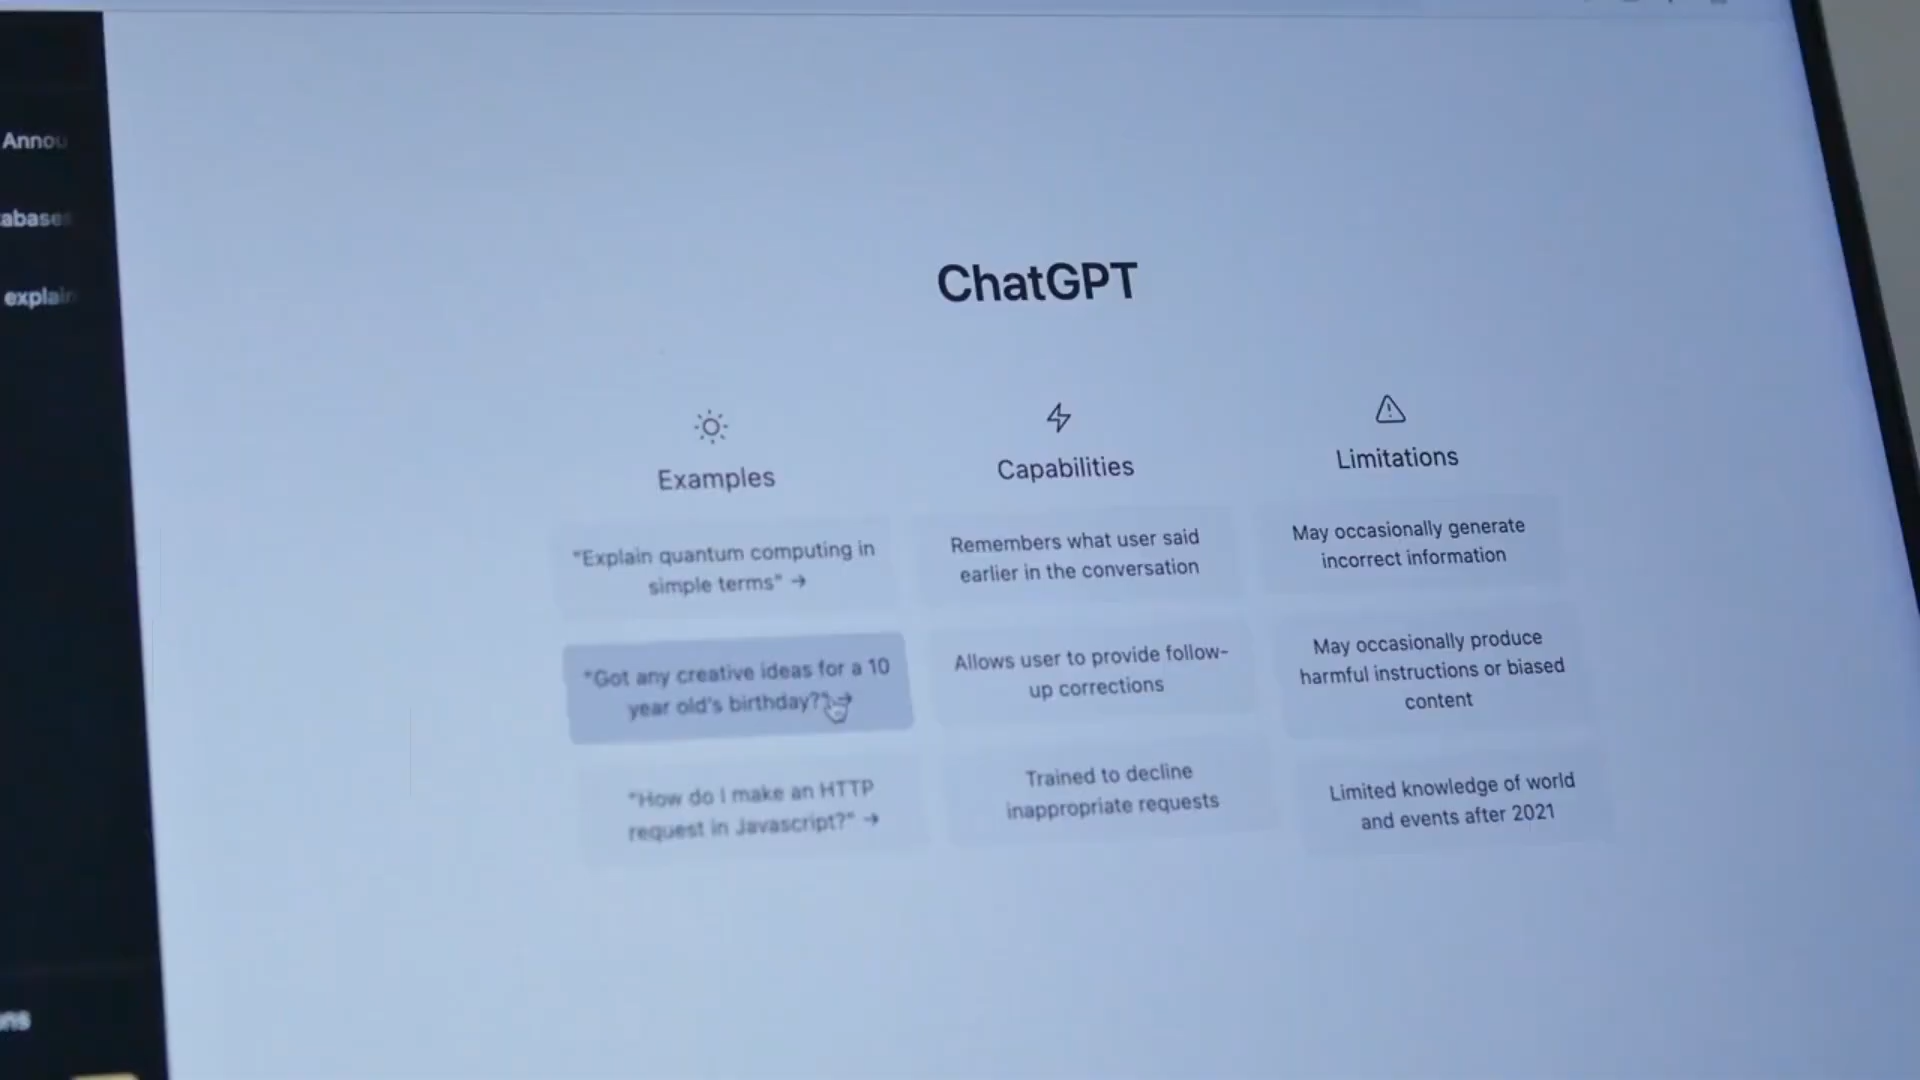 Annou
abases
explain
ns
ChatGPT
Examples
"Explain quantum computing in
simple terms" →
"Got any creative ideas for a 10
year old's birthday?" →
"How do I make an HTTP
request in Javascript?" →
Capabilities
Remembers what user said
earlier in the conversation
Allows user to provide follow-
up corrections
Trained to decline
inappropriate requests
Limitations
May occasionally generate
incorrect information
May occasionally produce
harmful instructions or biased
content
Limited knowledge of world
and events after 2021